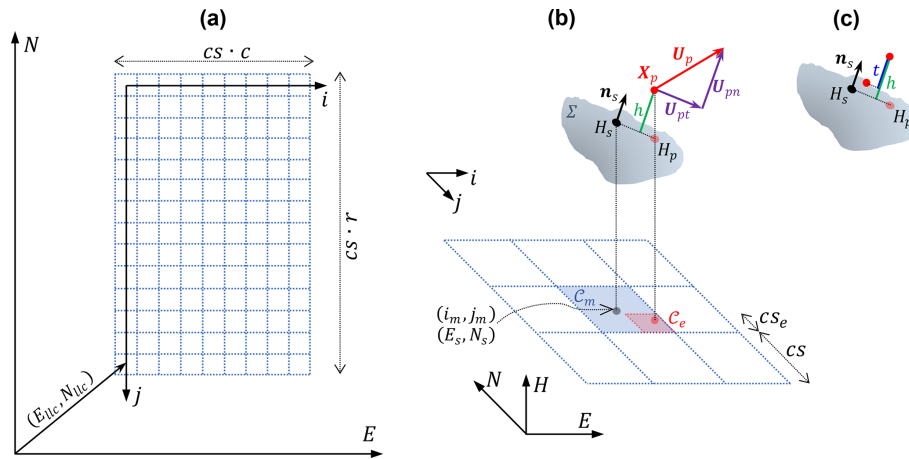 (a)
N
cs · c
i
cs · r
j
(E_llc, N_llc)
E
(b)
U_p
X_p
n_s
U_pn
h
U_pt
Σ
H_s
H_p
i
j
C_m
(i_m, j_m)
(E_s, N_s)
C_e
cs_e
cs
N
H
E
(c)
n_s
t
h
H_s
H_p